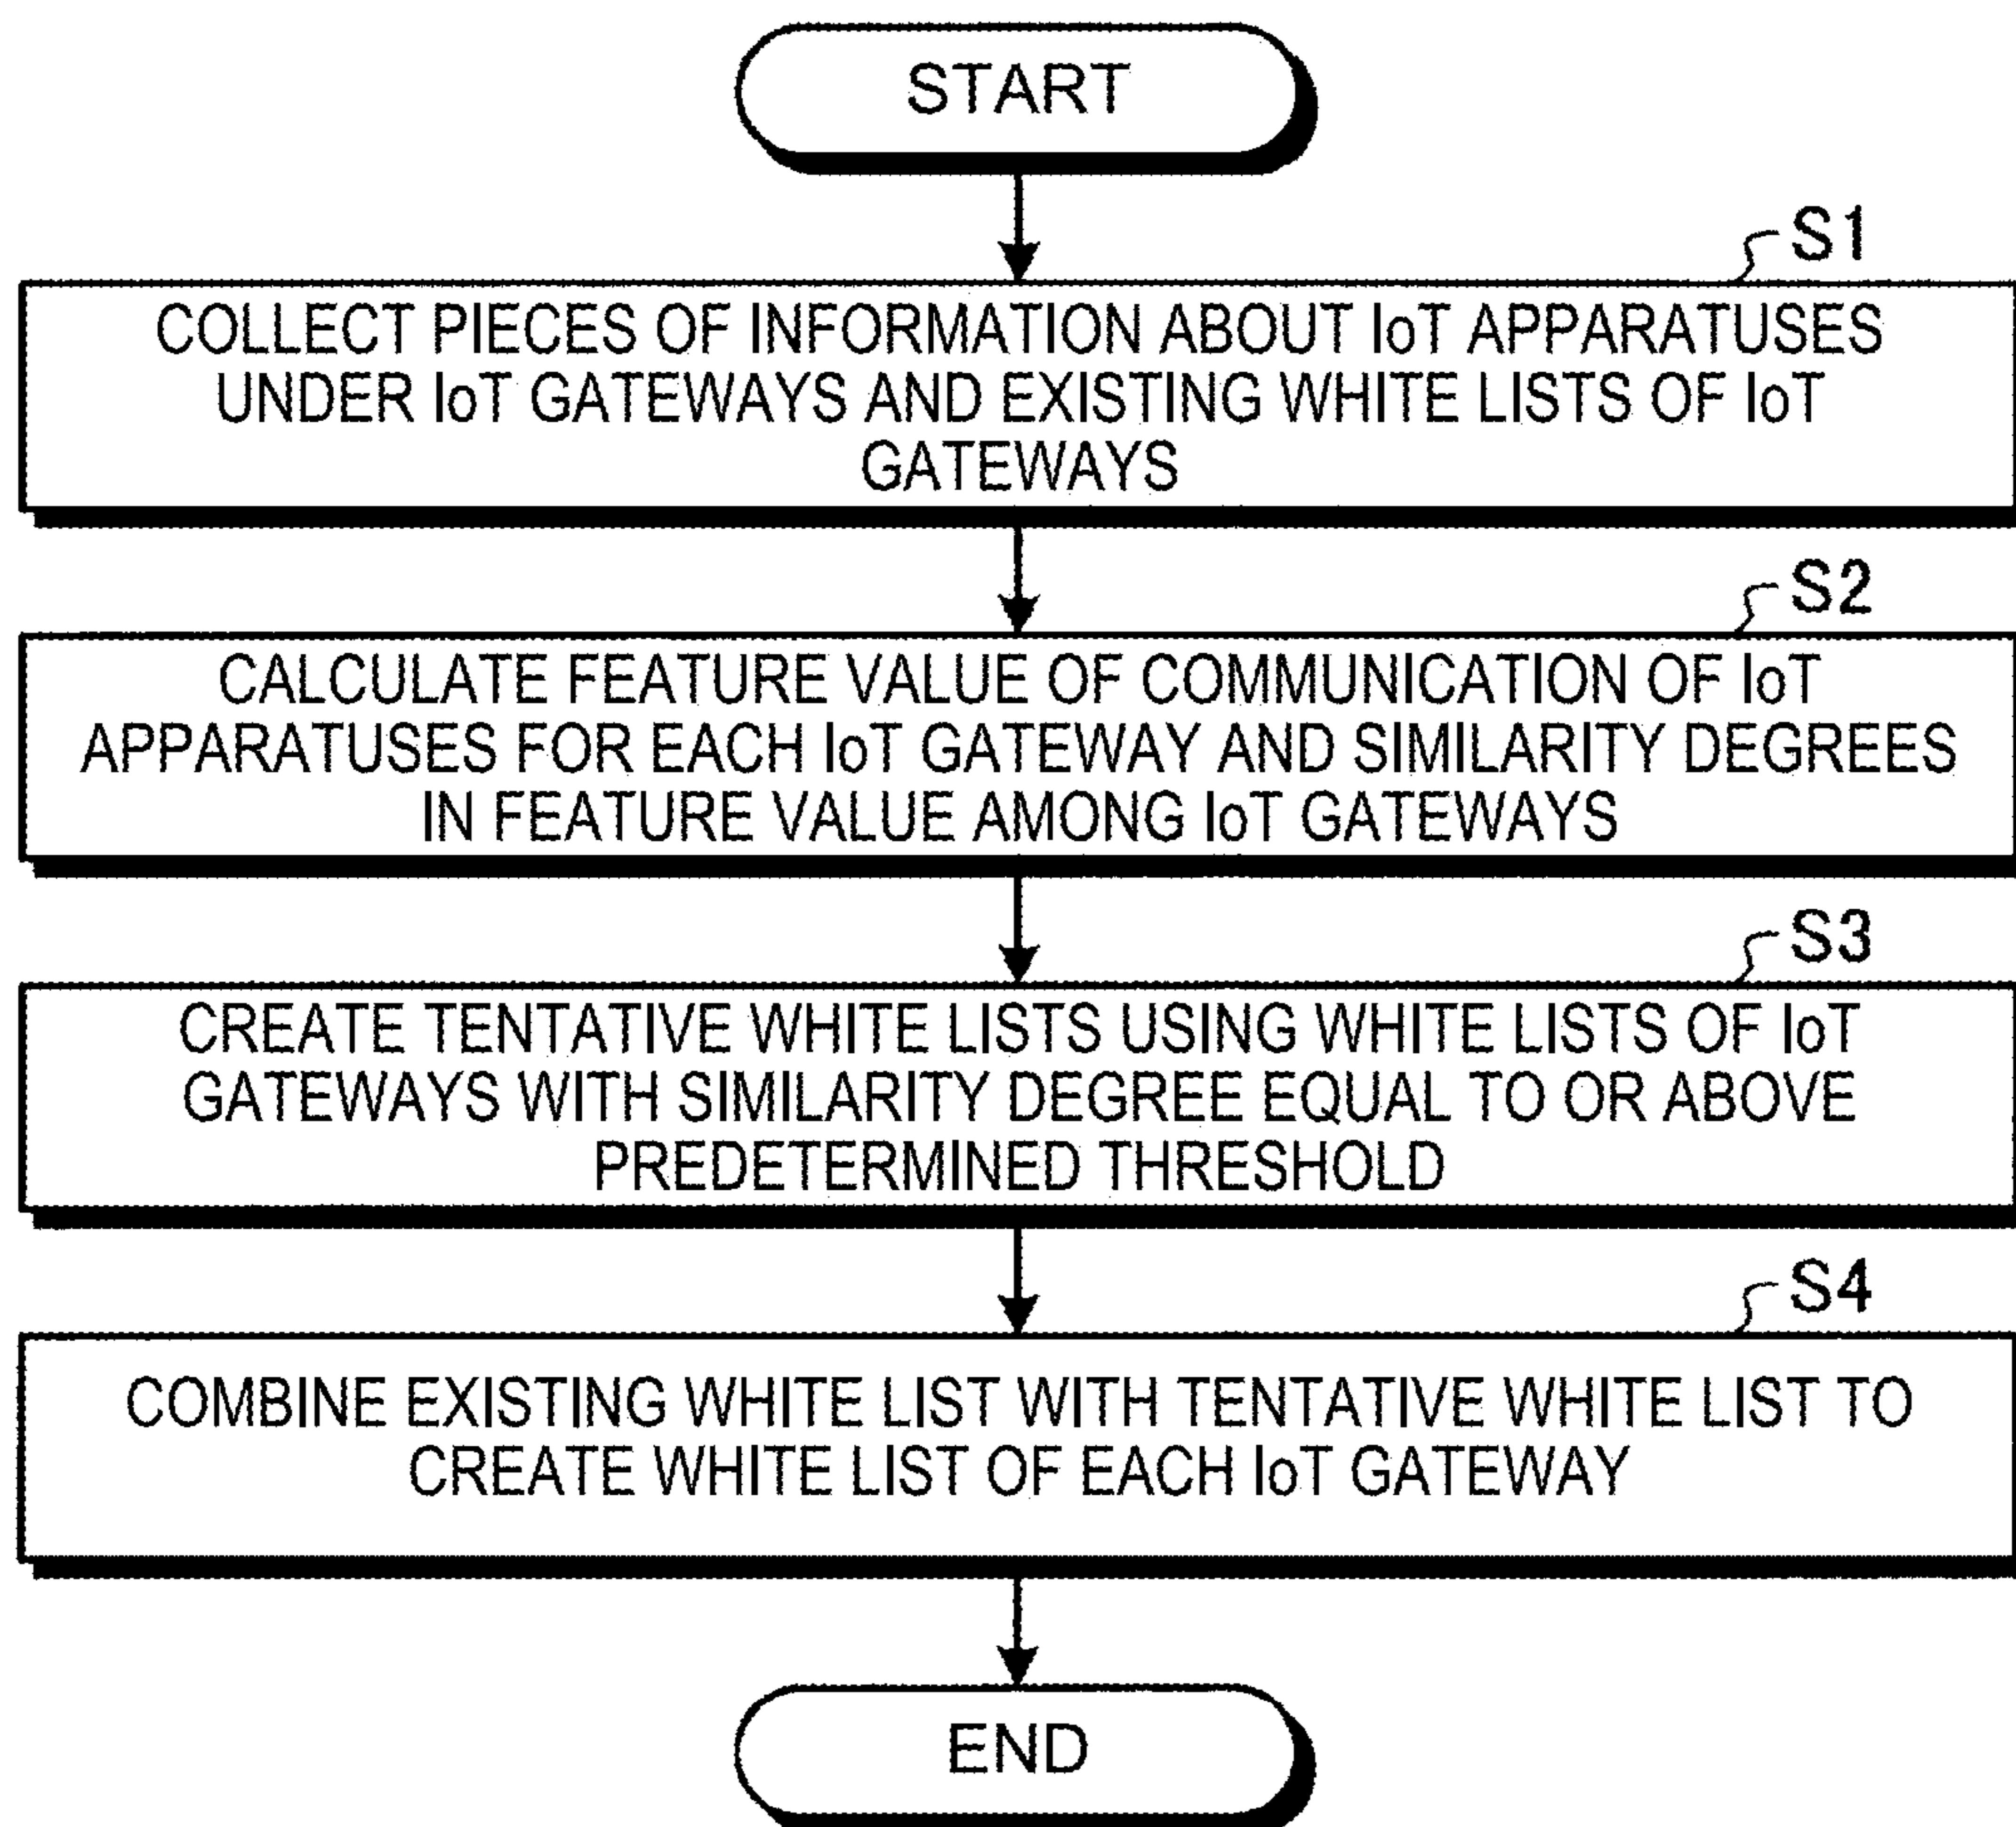 START
S1
COLLECT PIECES OF INFORMATION ABOUT IoT APPARATUSES
UNDER IoT GATEWAYS AND EXISTING WHITE LISTS OF IoT
GATEWAYS
S2
CALCULATE FEATURE VALUE OF COMMUNICATION OF IoT
APPARATUSES FOR EACH IoT GATEWAY AND SIMILARITY DEGREES
IN FEATURE VALUE AMONG IoT GATEWAYS
S3
CREATE TENTATIVE WHITE LISTS USING WHITE LISTS OF IoT
GATEWAYS WITH SIMILARITY DEGREE EQUAL TO OR ABOVE
PREDETERMINED THRESHOLD
S4
COMBINE EXISTING WHITE LIST WITH TENTATIVE WHITE LIST TO
CREATE WHITE LIST OF EACH IoT GATEWAY
END